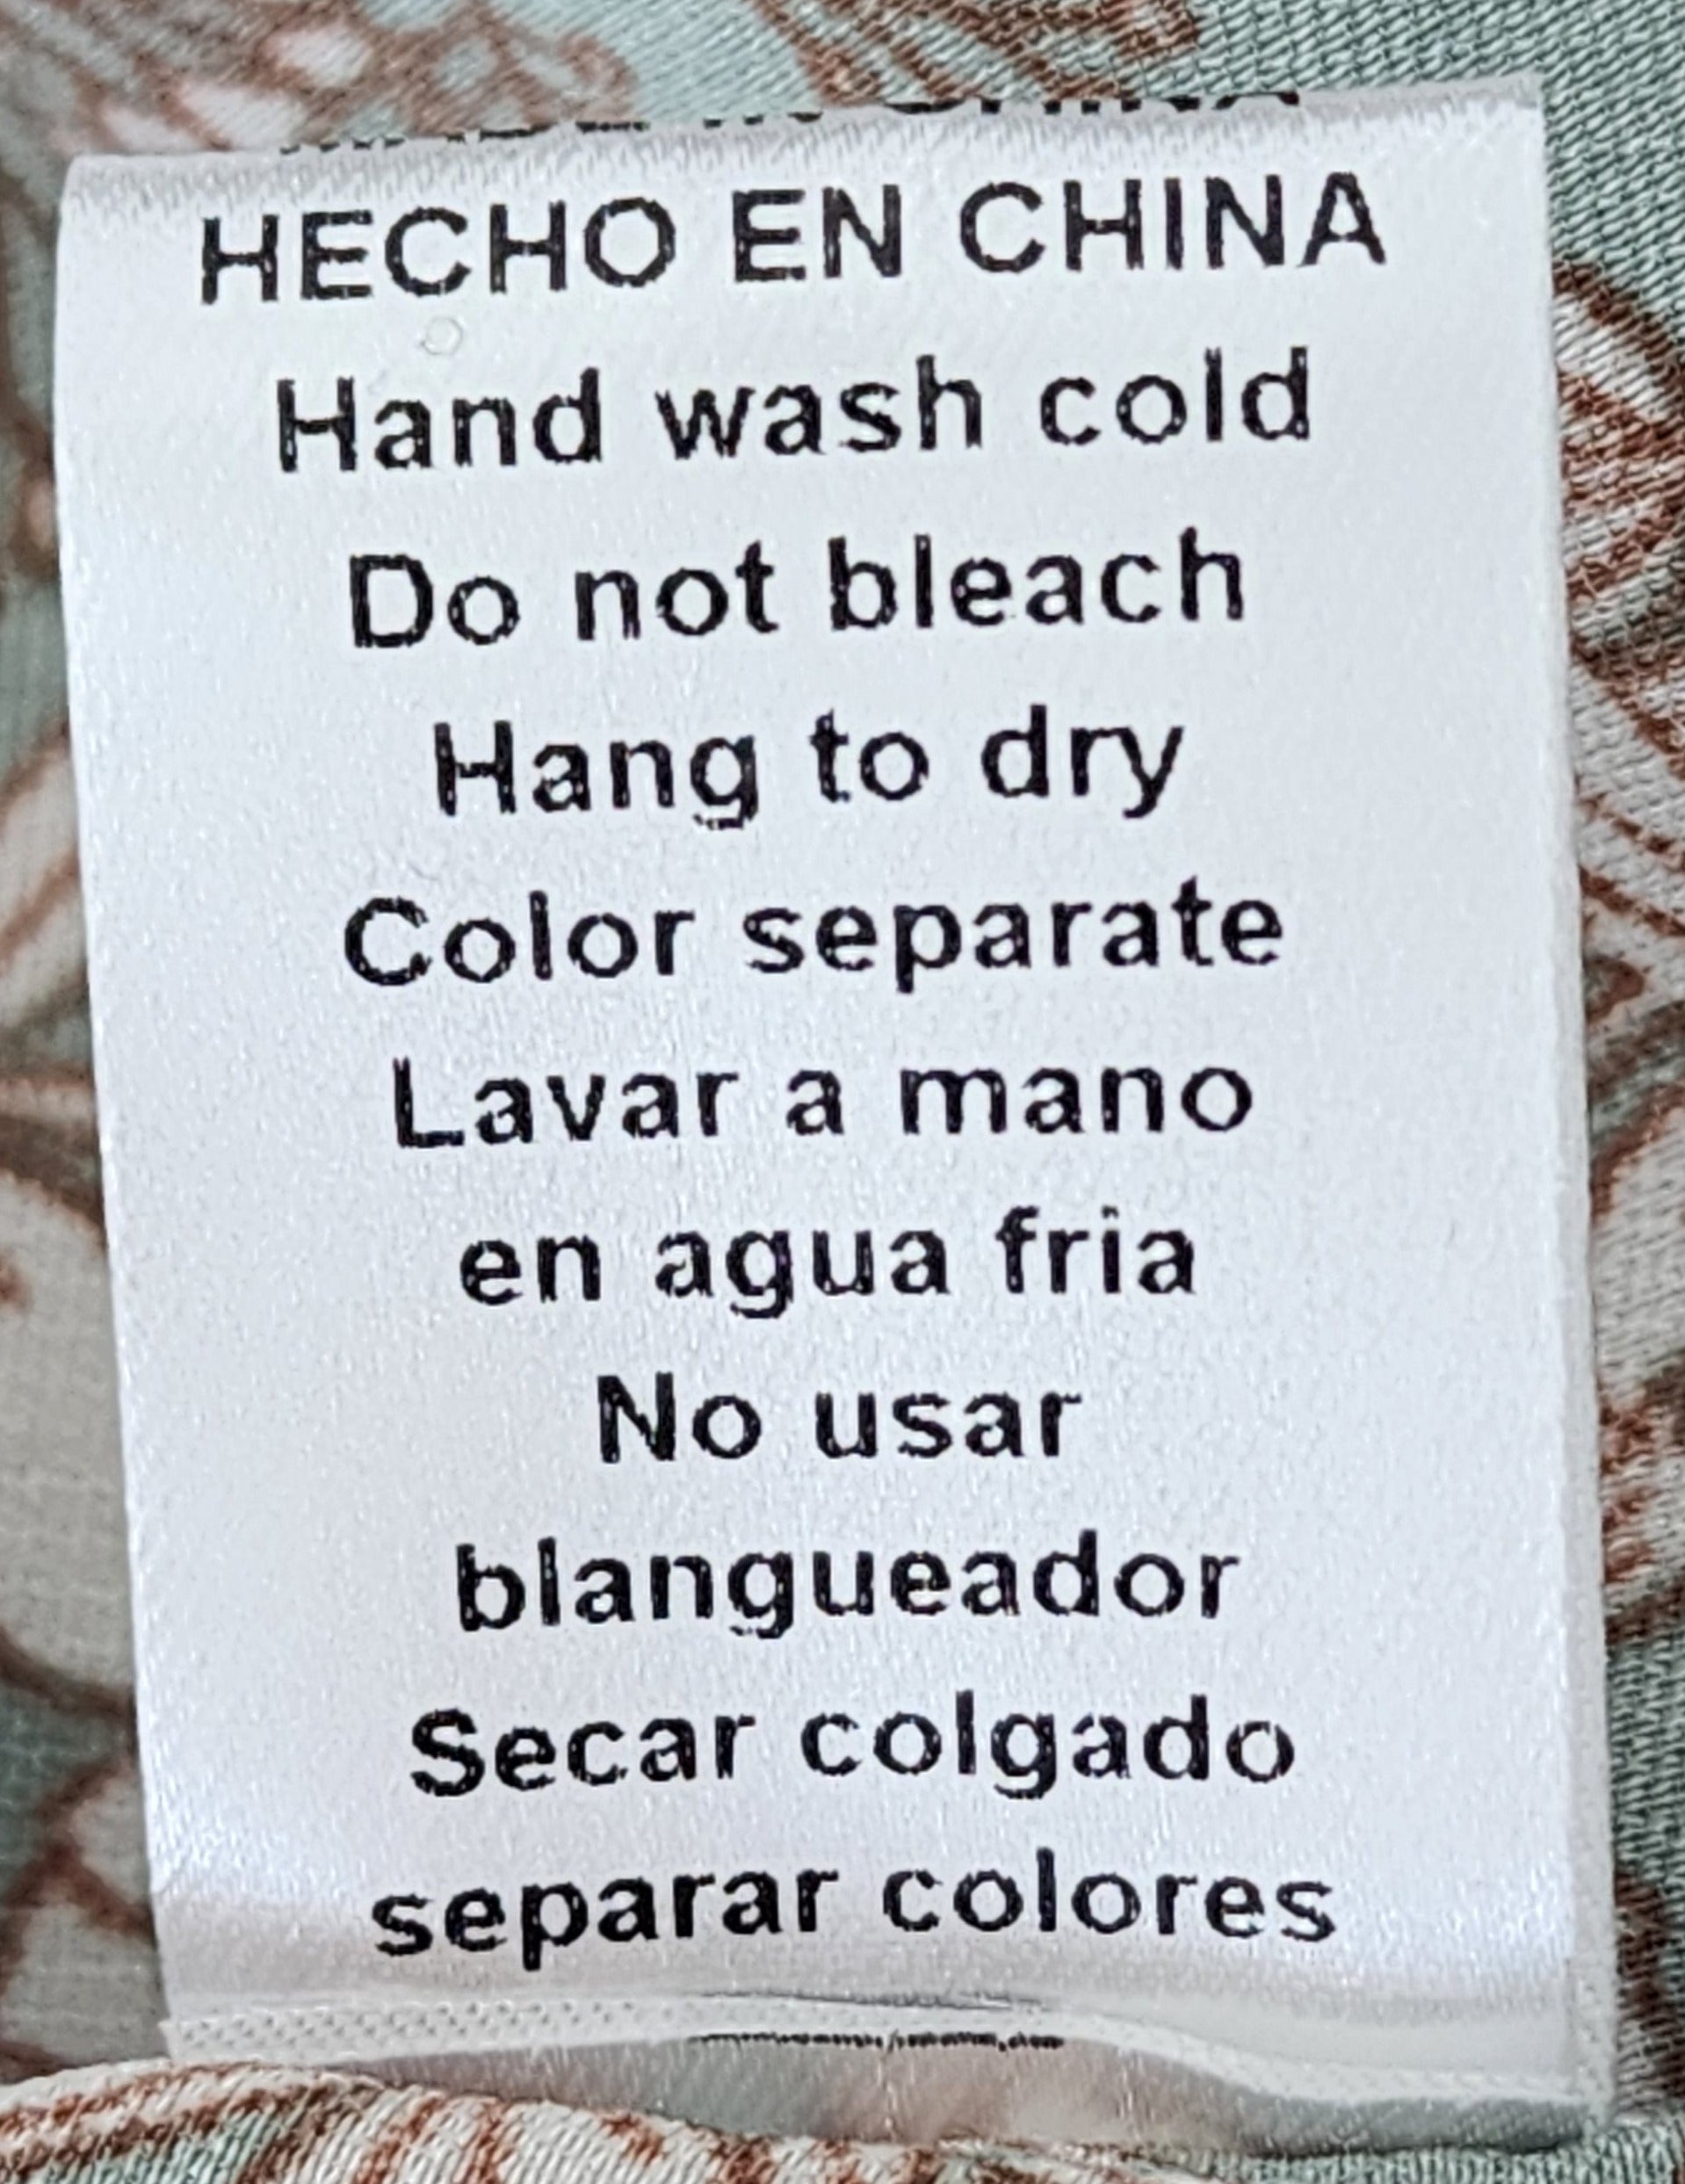 HECHO EN CHINA
Hand wash cold
Do not bleach
Hang to dry
Color separate
Lavar a mano
en agua fria
No usar
blangueador
Secar colgado
separar colores